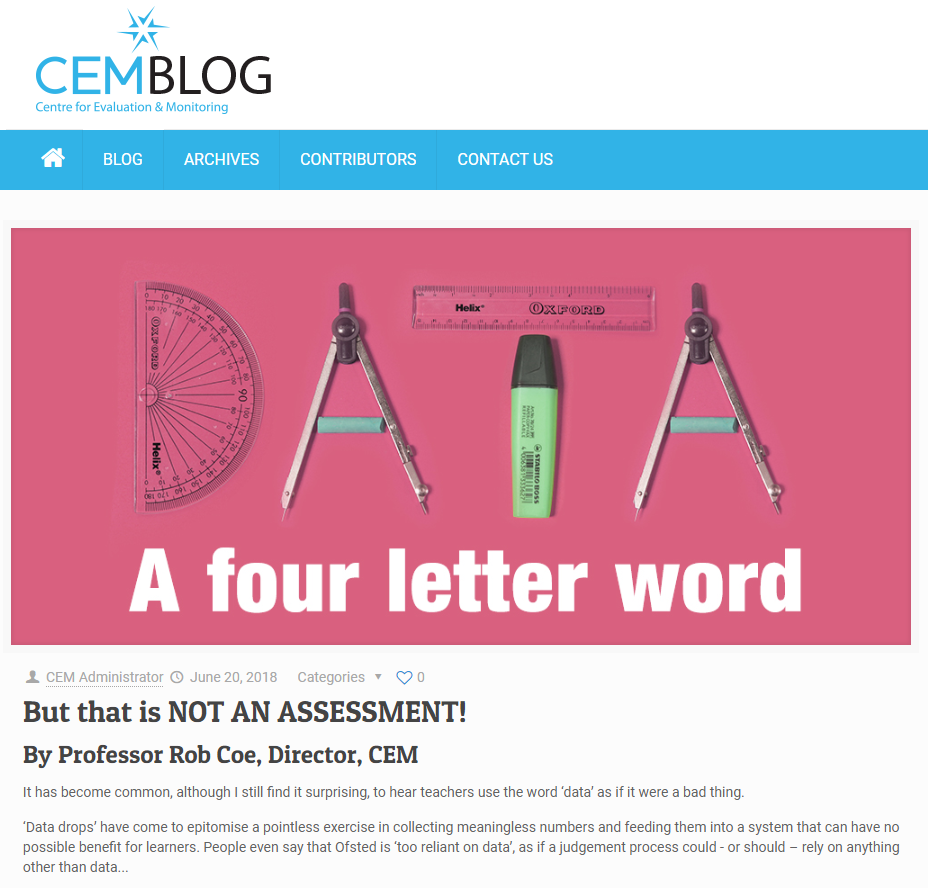 CEMBLOG
Centre for Evaluation & Monitoring
BLOG
ARCHIVES
CONTRIBUTORS
CONTACT US
Helix
OXFORD
OXFORD
Helix
90
STABILO BOSS
A four letter word
CEM Administrator
June 20, 2018
Categories
0
But that is NOT AN ASSESSMENT!
By Professor Rob Coe, Director, CEM
It has become common, although I still find it surprising, to hear teachers use the word ‘data’ as if it were a bad thing.
‘Data drops’ have come to epitomise a pointless exercise in collecting meaningless numbers and feeding them into a system that can have no
possible benefit for learners. People even say that Ofsted is ‘too reliant on data’, as if a judgement process could - or should – rely on anything
other than data...